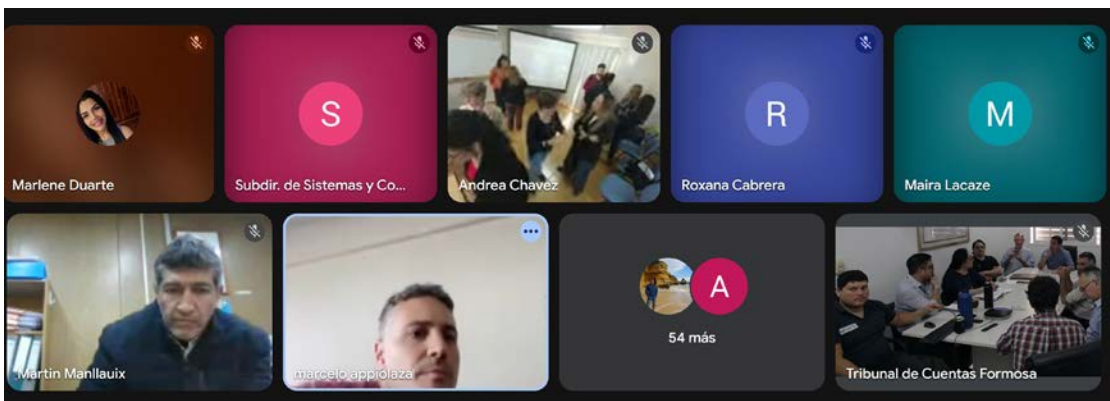 Marlene Duarte
S
Subdir. de Sistemas y Co...
Andrea Chavez
R
Roxana Cabrera
M
Maira Lacaze
Martin Manllauix
marcelo appiolaza
A
54 más
Tribunal de Cuentas Formosa